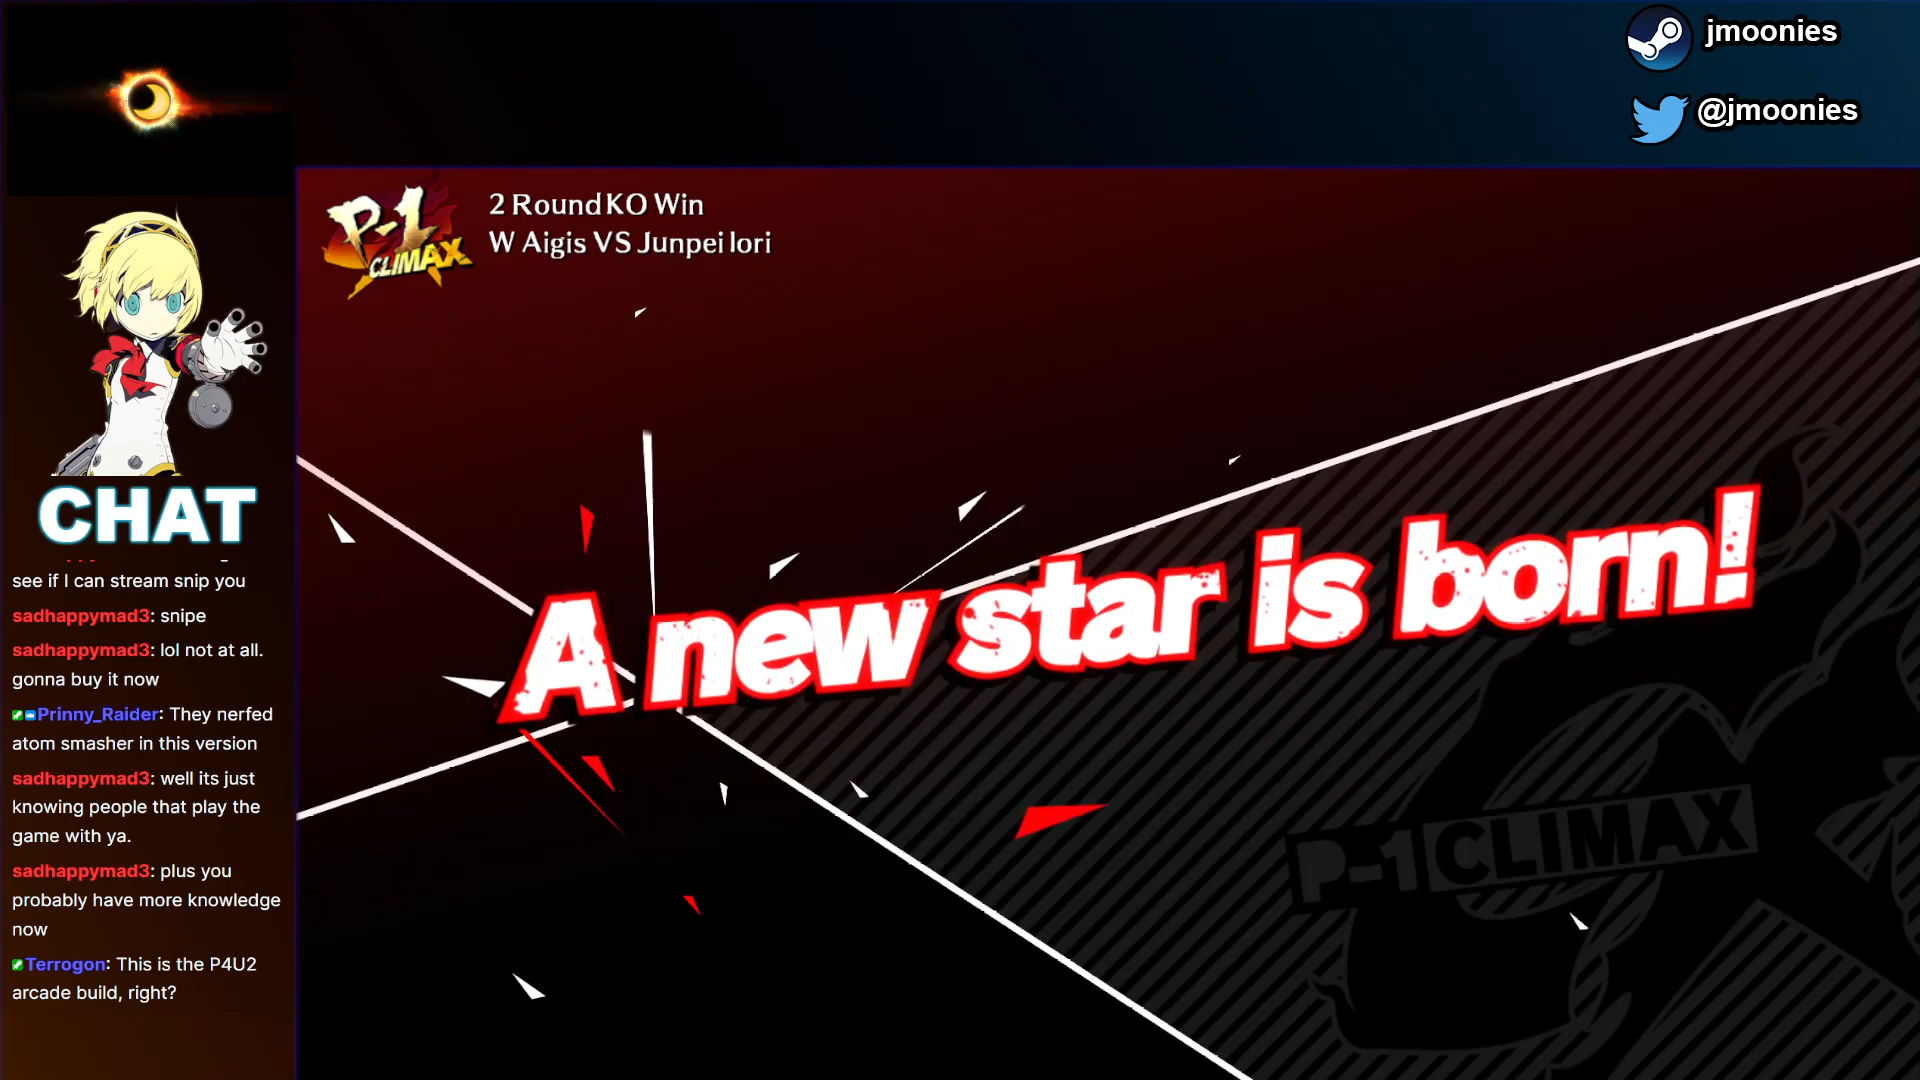 jmoonies
@jmoonies
P-1
CLIMAX
2 Round KO Win
W Aigis VS Junpei Iori
A new star is born!
P-1 CLIMAX
CHAT
see if I can stream snip you
sadhappymad3: snipe
sadhappymad3: lol not at all.
gonna buy it now
Prinny_Raider: They nerfed
atom smasher in this version
sadhappymad3: well its just
knowing people that play the
game with ya.
sadhappymad3: plus you
probably have more knowledge
now
Terrogon: This is the P4U2
arcade build, right?